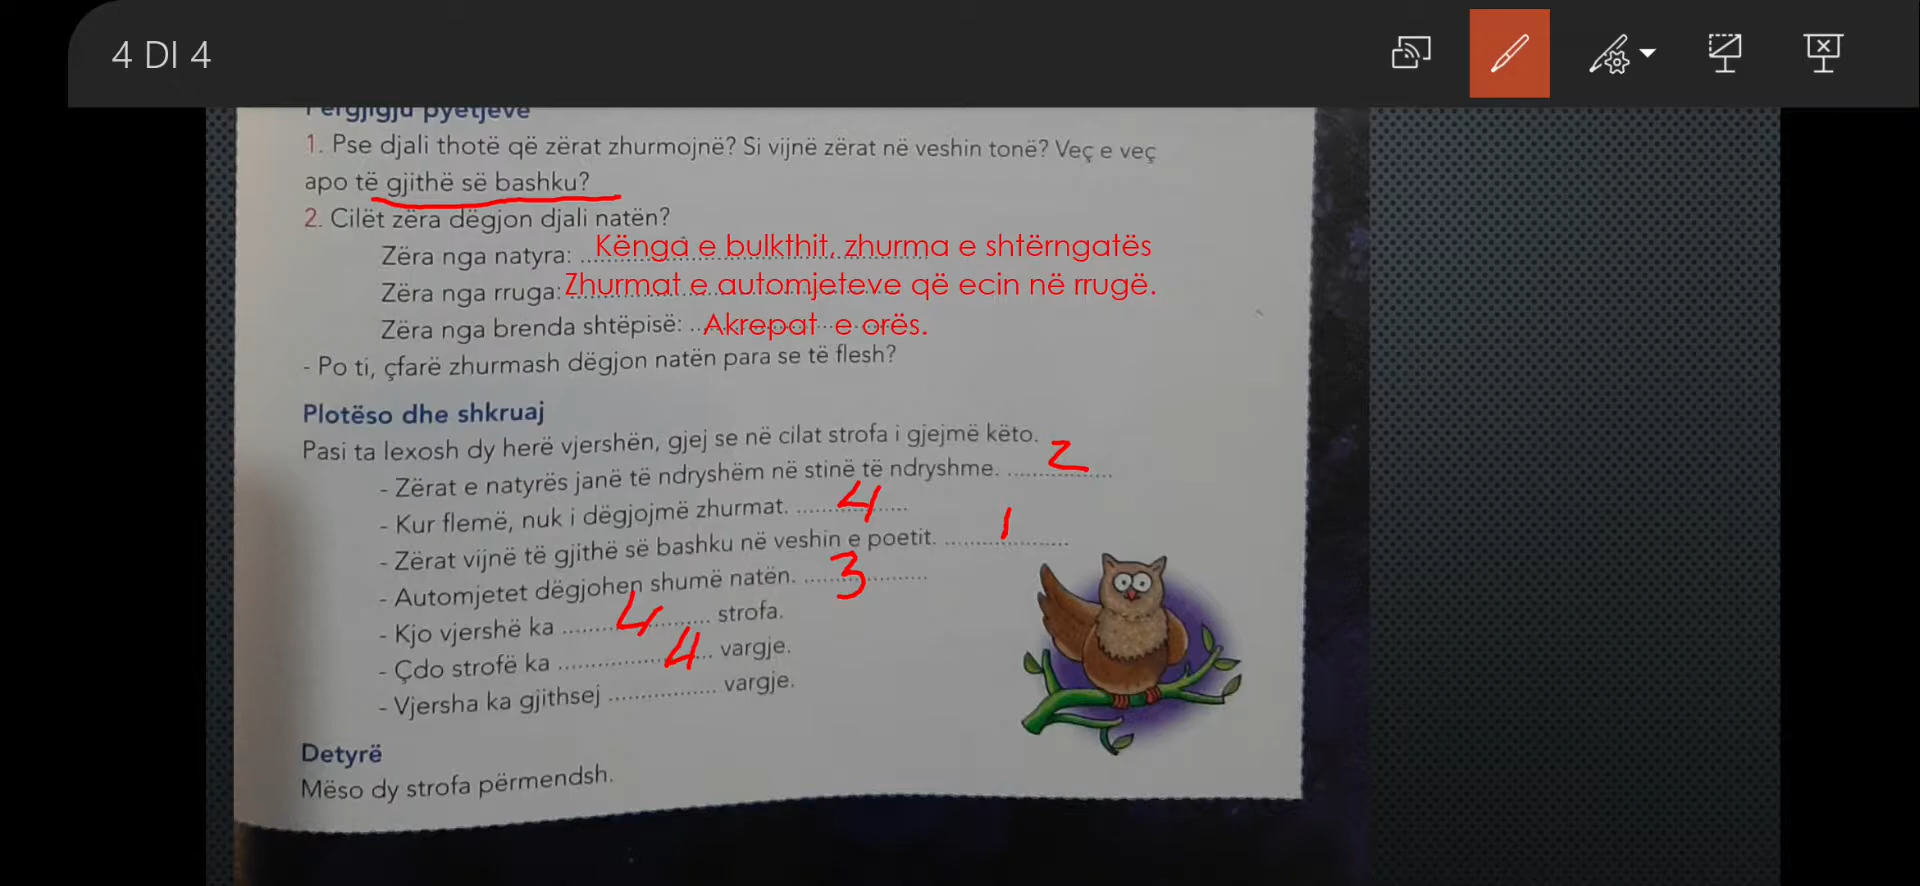 4 DI 4
Përgjigju pyetjeve
1. Pse djali thotë që zërat zhurmojnë? Si vijnë zërat në veshin tonë? Veç e veç
apo të gjithë së bashku?
2. Cilët zëra dëgjon djali natën?
Zëra nga natyra: Kënga e bulkthit, zhurma e shtërngatës
Zëra nga rruga: Zhurmat e automjeteve që ecin në rrugë.
Zëra nga brenda shtëpisë: Akrepat e orës.
- Po ti, çfarë zhurmash dëgjon natën para se të flesh?
Plotëso dhe shkruaj
Pasi ta lexosh dy herë vjershën, gjej se në cilat strofa i gjejmë këto.
- Zërat e natyrës janë të ndryshëm në stinë të ndryshme. 2
- Kur flemë, nuk i dëgjojmë zhurmat. 4
- Zërat vijnë të gjithë së bashku në veshin e poetit. 1
- Automjetet dëgjohen shumë natën. 3
- Kjo vjershë ka 4 strofa.
- Çdo strofë ka 4 vargje.
- Vjersha ka gjithsej ................ vargje.
Detyrë
Mëso dy strofa përmendsh.